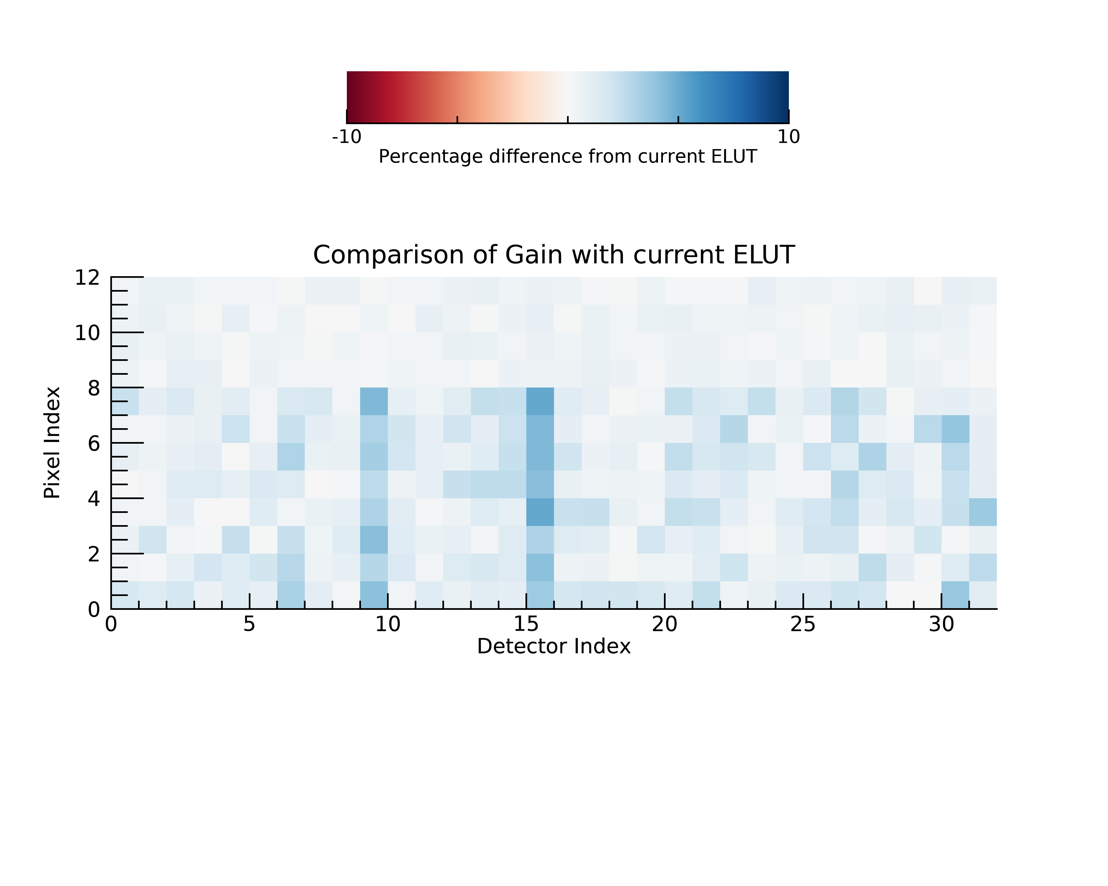 -10 10
Percentage difference from current ELUT
Comparison of Gain with current ELUT
12
10
8
6
4
2
0
Pixel Index
0 5 10 15 20 25 30
Detector Index